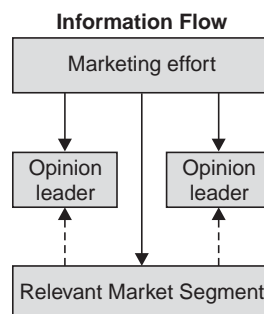 Information Flow
Marketing effort
Opinion Opinion
leader leader
Relevant Market Segment